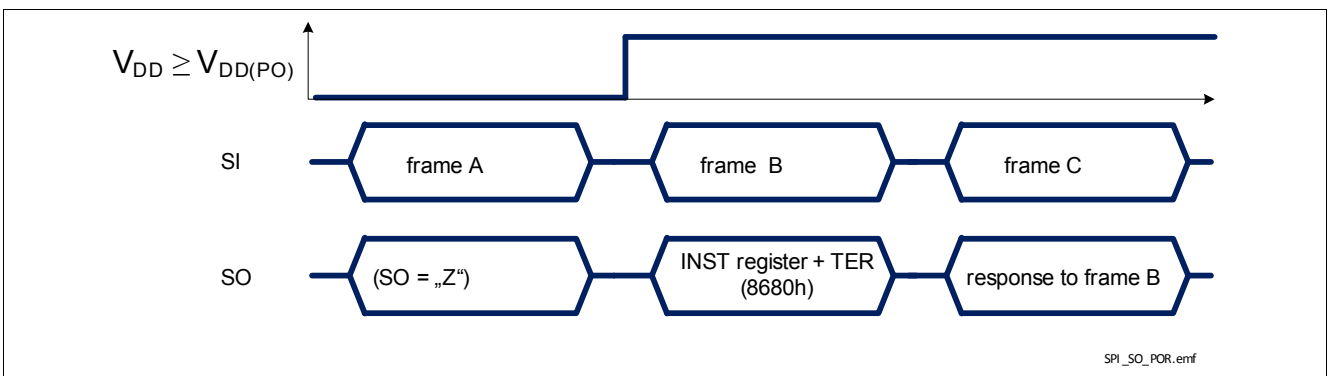 VDD ≥ VDD(PO)
SI
frame A
frame B
frame C
SO
(SO = „Z“)
INST register + TER
(8680h)
response to frame B
SPI_SO_POR.emf